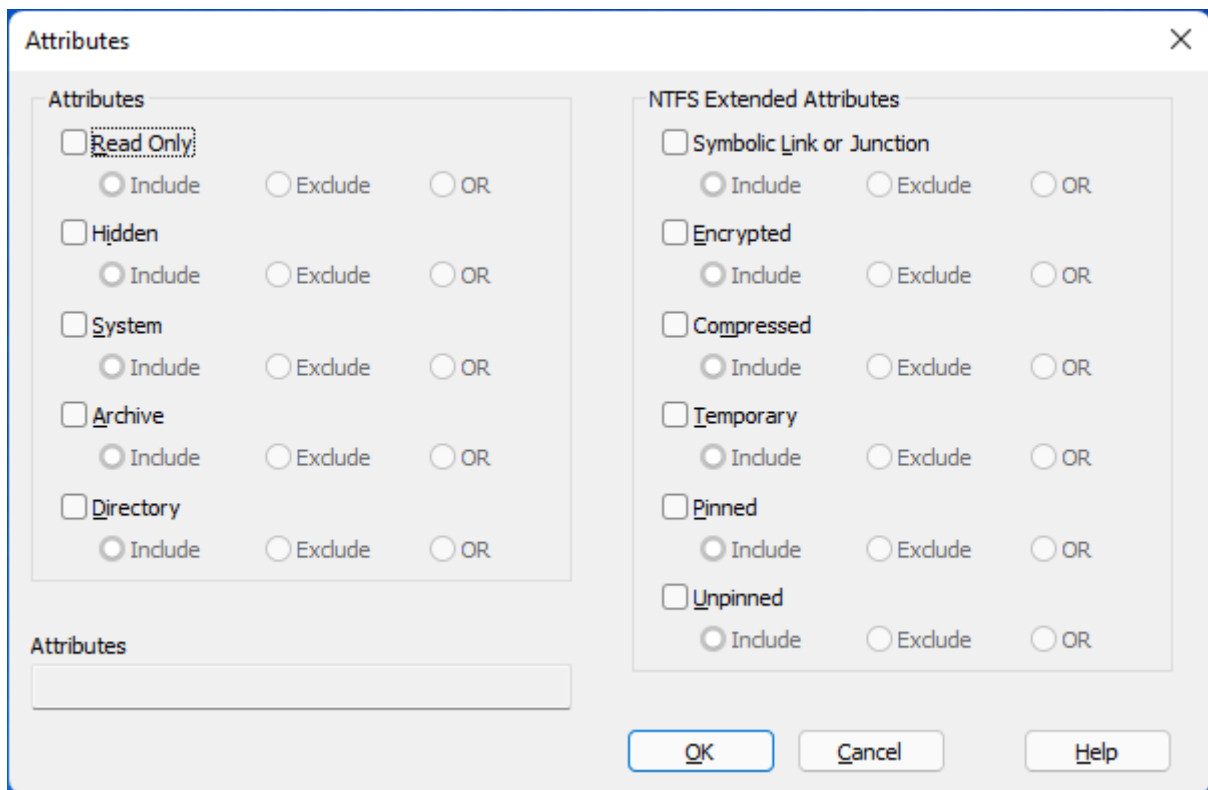 Attributes
Attributes
Read Only
Include Exclude OR
Hidden
Include Exclude OR
System
Include Exclude OR
Archive
Include Exclude OR
Directory
Include Exclude OR
Attributes
NTFS Extended Attributes
Symbolic Link or Junction
Include Exclude OR
Encrypted
Include Exclude OR
Compressed
Include Exclude OR
Temporary
Include Exclude OR
Pinned
Include Exclude OR
Unpinned
Include Exclude OR
OK Cancel Help